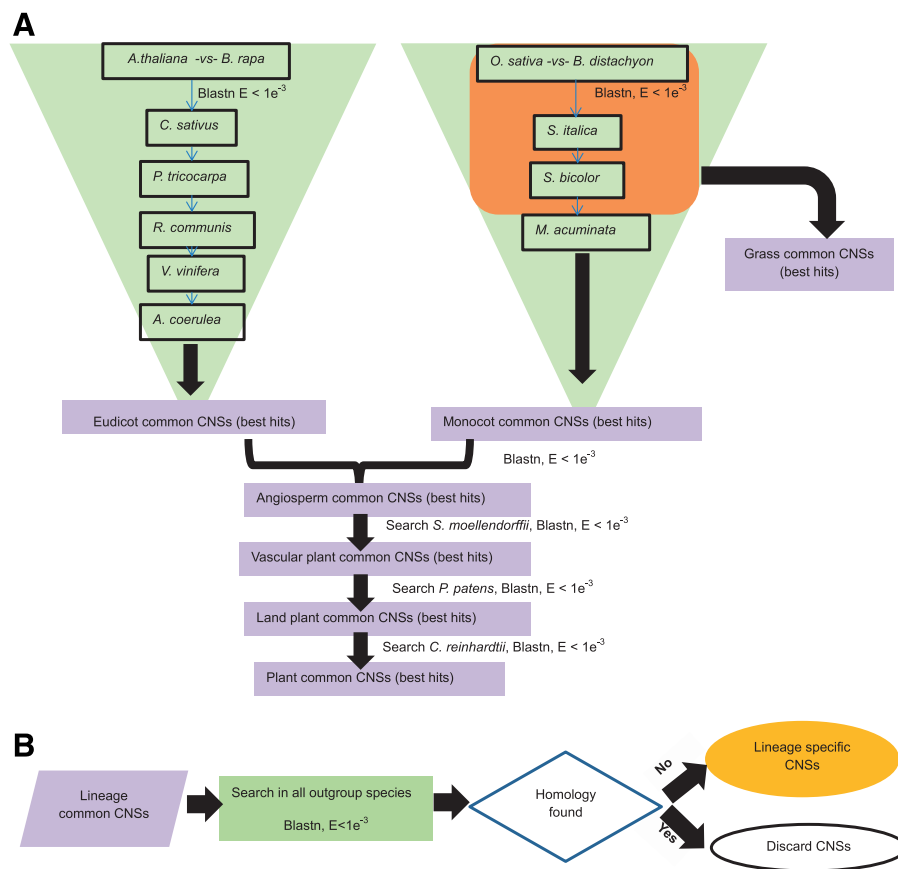 A
A.thaliana -vs- B. rapa
Blastn E < 1e-3
C. sativus
P. tricocarpa
R. communis
V. vinifera
A. coerulea
Eudicot common CNSs (best hits)
O. sativa -vs- B. distachyon
Blastn, E < 1e-3
S. italica
S. bicolor
M. acuminata
Grass common CNSs
(best hits)
Monocot common CNSs (best hits)
Blastn, E < 1e-3
Angiosperm common CNSs (best hits)
Search S. moellendorffii, Blastn, E < 1e-3
Vascular plant common CNSs (best hits)
Search P. patens, Blastn, E < 1e-3
Land plant common CNSs (best hits)
Search C. reinhardtii, Blastn, E < 1e-3
Plant common CNSs (best hits)
B
Lineage
common CNSs
Search in all outgroup species
Blastn, E<1e-3
Homology
found
No
Lineage specific
CNSs
Yes
Discard CNSs